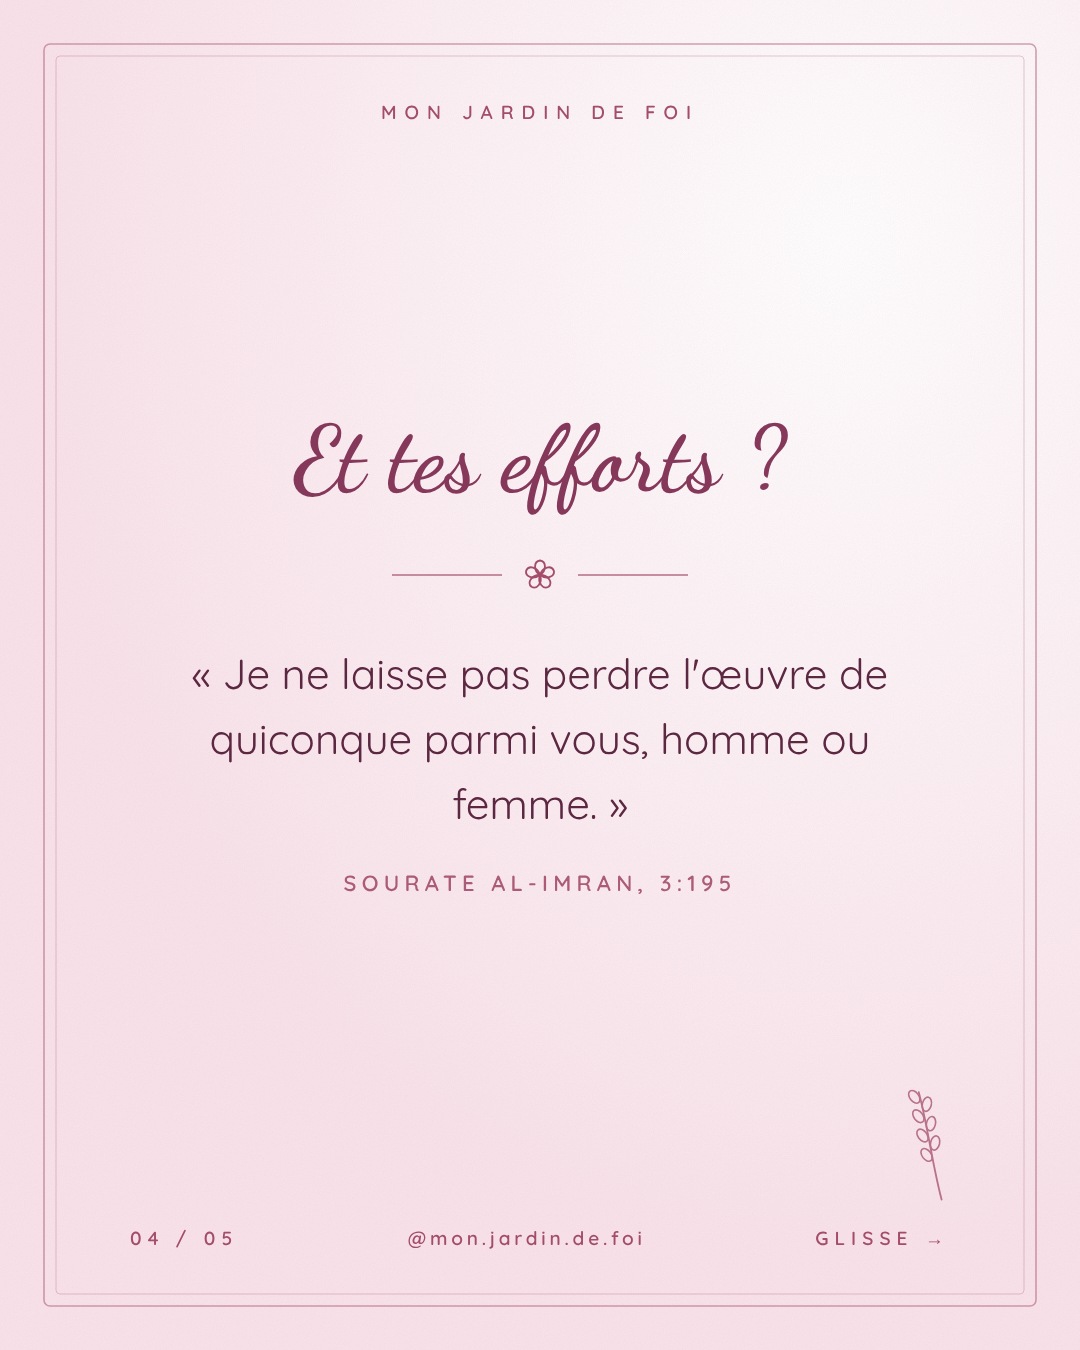 MON JARDIN DE FOI
Et tes efforts ?
« Je ne laisse pas perdre l'œuvre de
quiconque parmi vous, homme ou
femme. »
SOURATE AL-IMRAN, 3:195
04 / 05
@mon.jardin.de.foi
GLISSE →